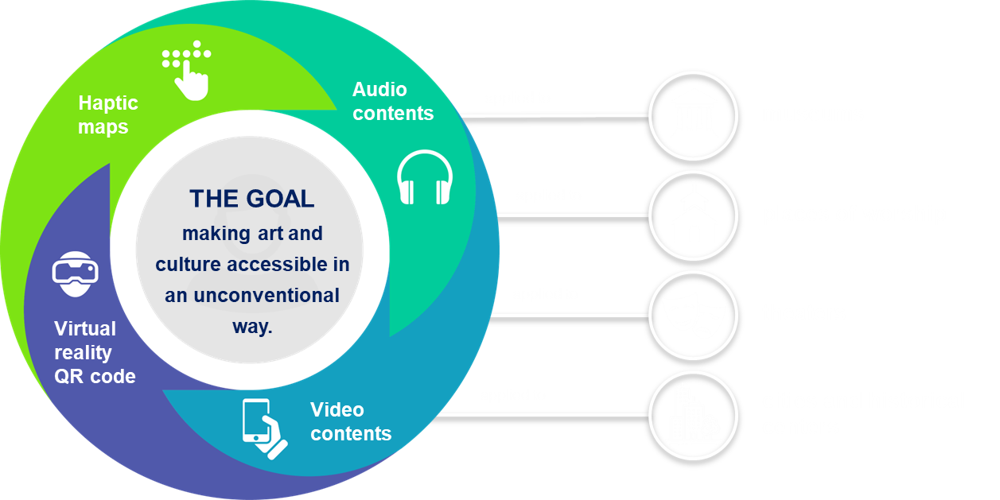 Haptic
maps
Audio
contents
THE GOAL
making art and
culture accessible in
an unconventional
way.
Virtual
reality
QR code
Video
contents